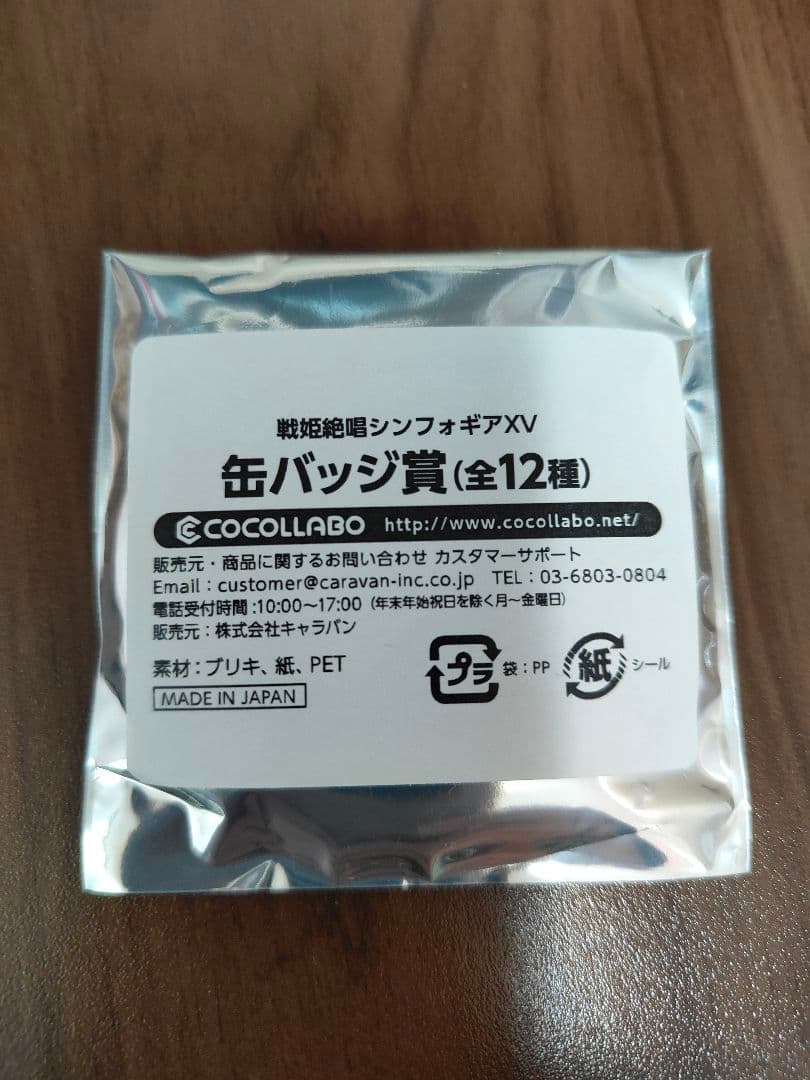 戦姫絶唱シンフォギアXV
缶バッジ賞(全12種)
COCOLLABO http://www.cocollabo.net/
販売元・商品に関するお問い合わせ カスタマーサポート
Email:customer@caravan-inc.co.jp TEL:03-6803-0804
電話受付時間:10:00〜17:00(年末年始祝日を除く月〜金曜日)
販売元:株式会社キャラバン
素材:ブリキ、紙、PET
MADE IN JAPAN
プラ 袋:PP 紙 シール